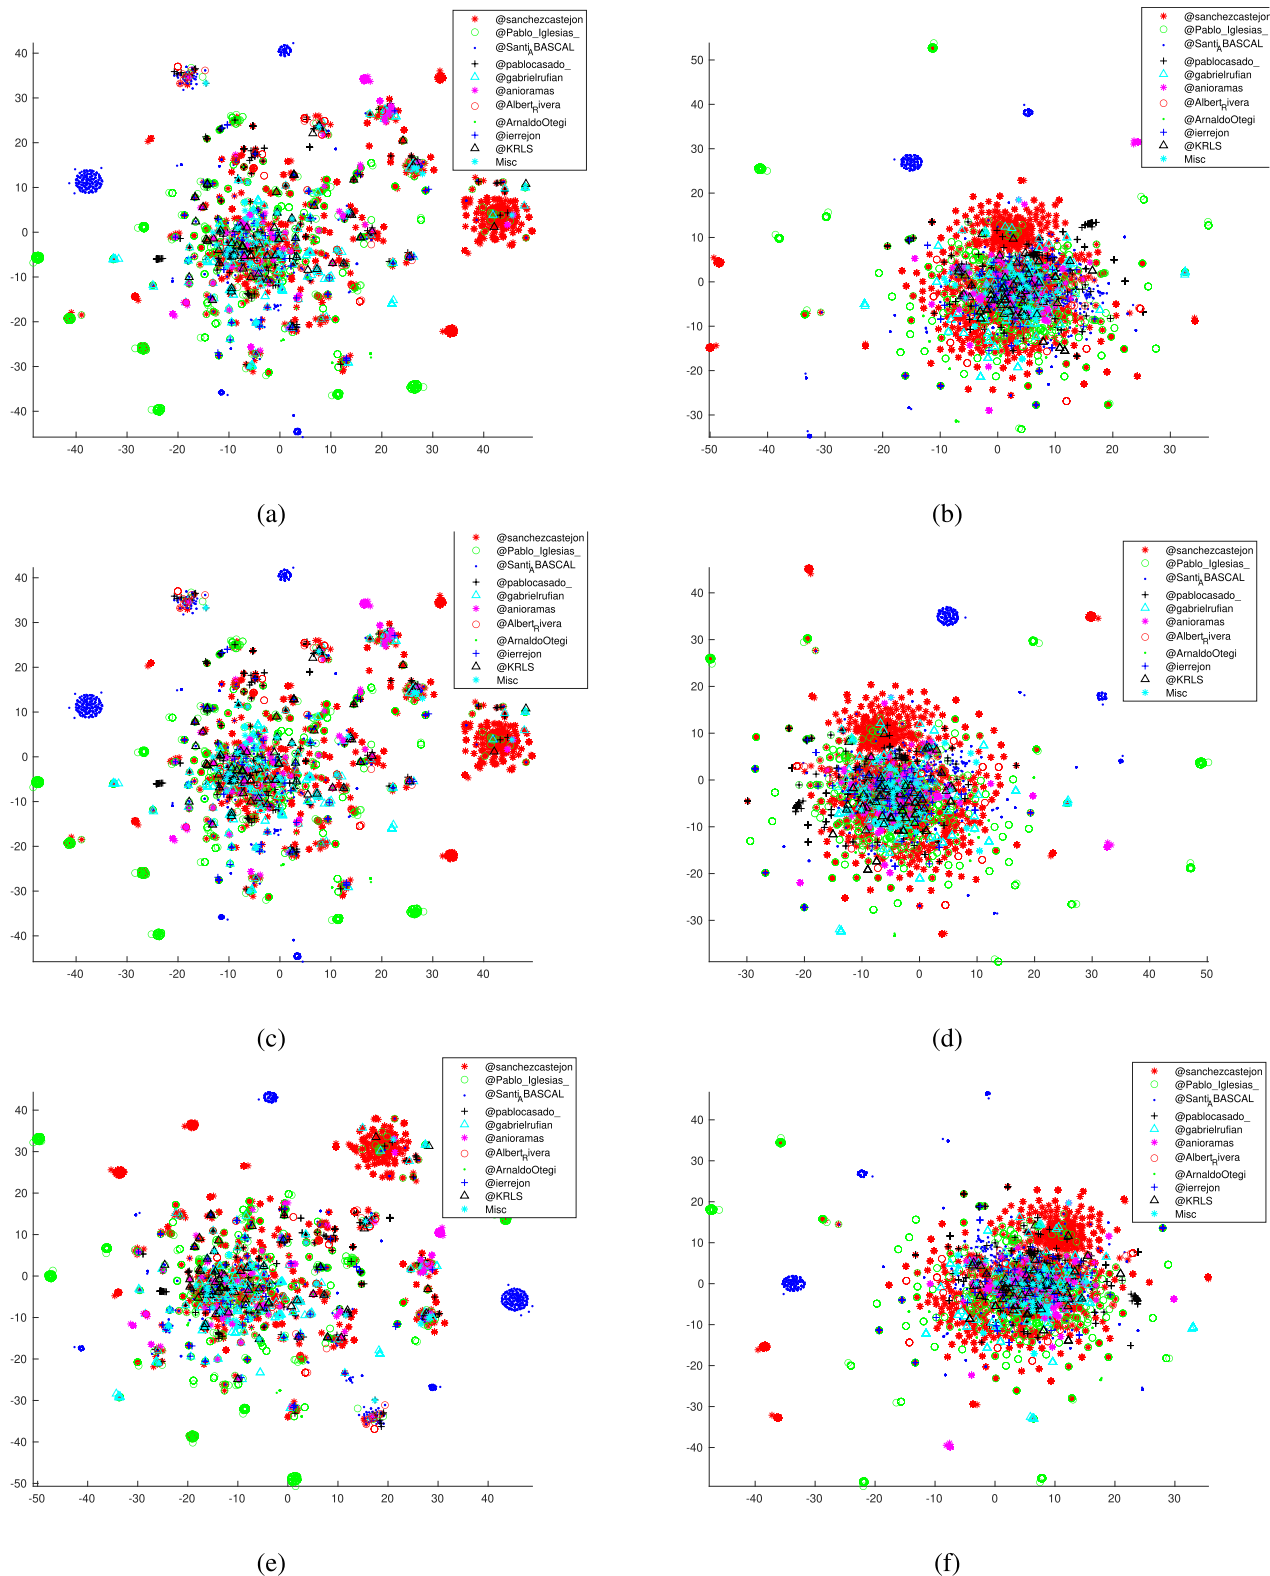 @sanchezcastejon
@Pablo_Iglesias_
@Santi_ABASCAL
@pablocasado_
@gabrielrufian
@anioramas
@Albert_Rivera
@ArnaldoOtegi
@ierrejon
@KRLS
Misc
40
30
20
10
0
-10
-20
-30
-40
-40 -30 -20 -10 0 10 20 30 40
(a)
@sanchezcastejon
@Pablo_Iglesias_
@Santi_ABASCAL
@pablocasado_
@gabrielrufian
@anioramas
@Albert_Rivera
@ArnaldoOtegi
@ierrejon
@KRLS
Misc
50
40
30
20
10
0
-10
-20
-30
-50 -40 -30 -20 -10 0 10 20 30
(b)
@sanchezcastejon
@Pablo_Iglesias_
@Santi_ABASCAL
@pablocasado_
@gabrielrufian
@anioramas
@Albert_Rivera
@ArnaldoOtegi
@ierrejon
@KRLS
Misc
40
30
20
10
0
-10
-20
-30
-40
-40 -30 -20 -10 0 10 20 30 40
(c)
@sanchezcastejon
@Pablo_Iglesias_
@Santi_ABASCAL
@pablocasado_
@gabrielrufian
@anioramas
@Albert_Rivera
@ArnaldoOtegi
@ierrejon
@KRLS
Misc
40
30
20
10
0
-10
-20
-30
-30 -20 -10 0 10 20 30 40 50
(d)
@sanchezcastejon
@Pablo_Iglesias_
@Santi_ABASCAL
@pablocasado_
@gabrielrufian
@anioramas
@Albert_Rivera
@ArnaldoOtegi
@ierrejon
@KRLS
Misc
40
30
20
10
0
-10
-20
-30
-40
-50
-50 -40 -30 -20 -10 0 10 20 30 40
(e)
@sanchezcastejon
@Pablo_Iglesias_
@Santi_ABASCAL
@pablocasado_
@gabrielrufian
@anioramas
@Albert_Rivera
@ArnaldoOtegi
@ierrejon
@KRLS
Misc
40
30
20
10
0
-10
-20
-30
-40
-40 -30 -20 -10 0 10 20 30
(f)